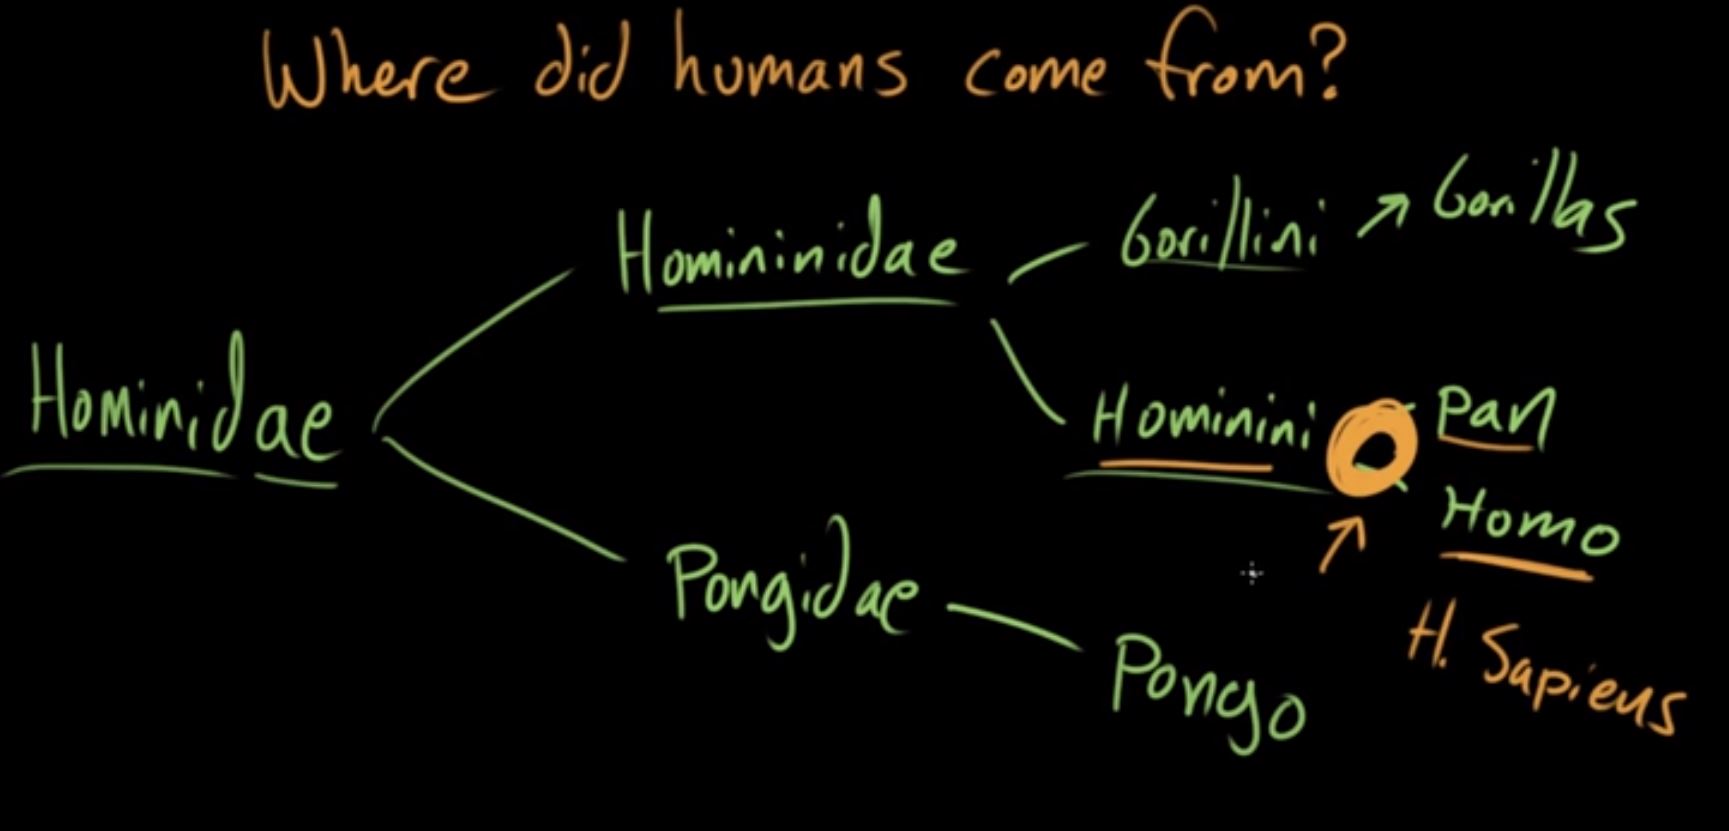 Where did humans come from?
Gorillini → Gorillas
Homininidae
Hominidae
Hominini
Pan
Homo
Pongidae
H. Sapiens
Pongo